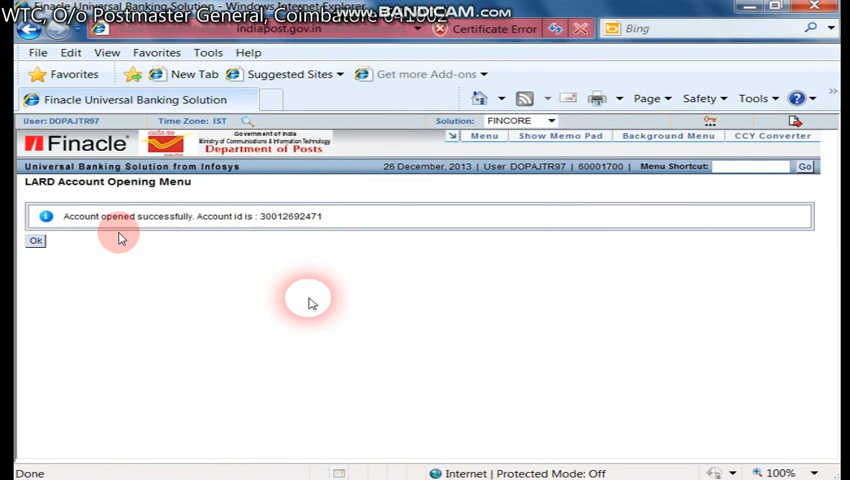 Finacle Universal Banking Solution - Windows Internet Explorer
WTC, O/o Postmaster General, Coimbatore 641002
www.BANDICAM.com
indiapost.gov.in
Certificate Error
Bing
File Edit View Favorites Tools Help
Favorites New Tab Suggested Sites Get more Add-ons
Finacle Universal Banking Solution
Page Safety Tools
User: DOPAJTR97 Time Zone: IST Solution: FINCORE
Menu Show Memo Pad Background Menu CCY Converter
Finacle
Government of India
Ministry of Communications & Information Technology
Department of Posts
Universal Banking Solution from Infosys 26 December, 2013 | User DOPAJTR97 | 60001700 | Menu Shortcut: Go
LARD Account Opening Menu
Account opened successfully. Account id is : 30012692471
Ok
Done Internet | Protected Mode: Off 100%